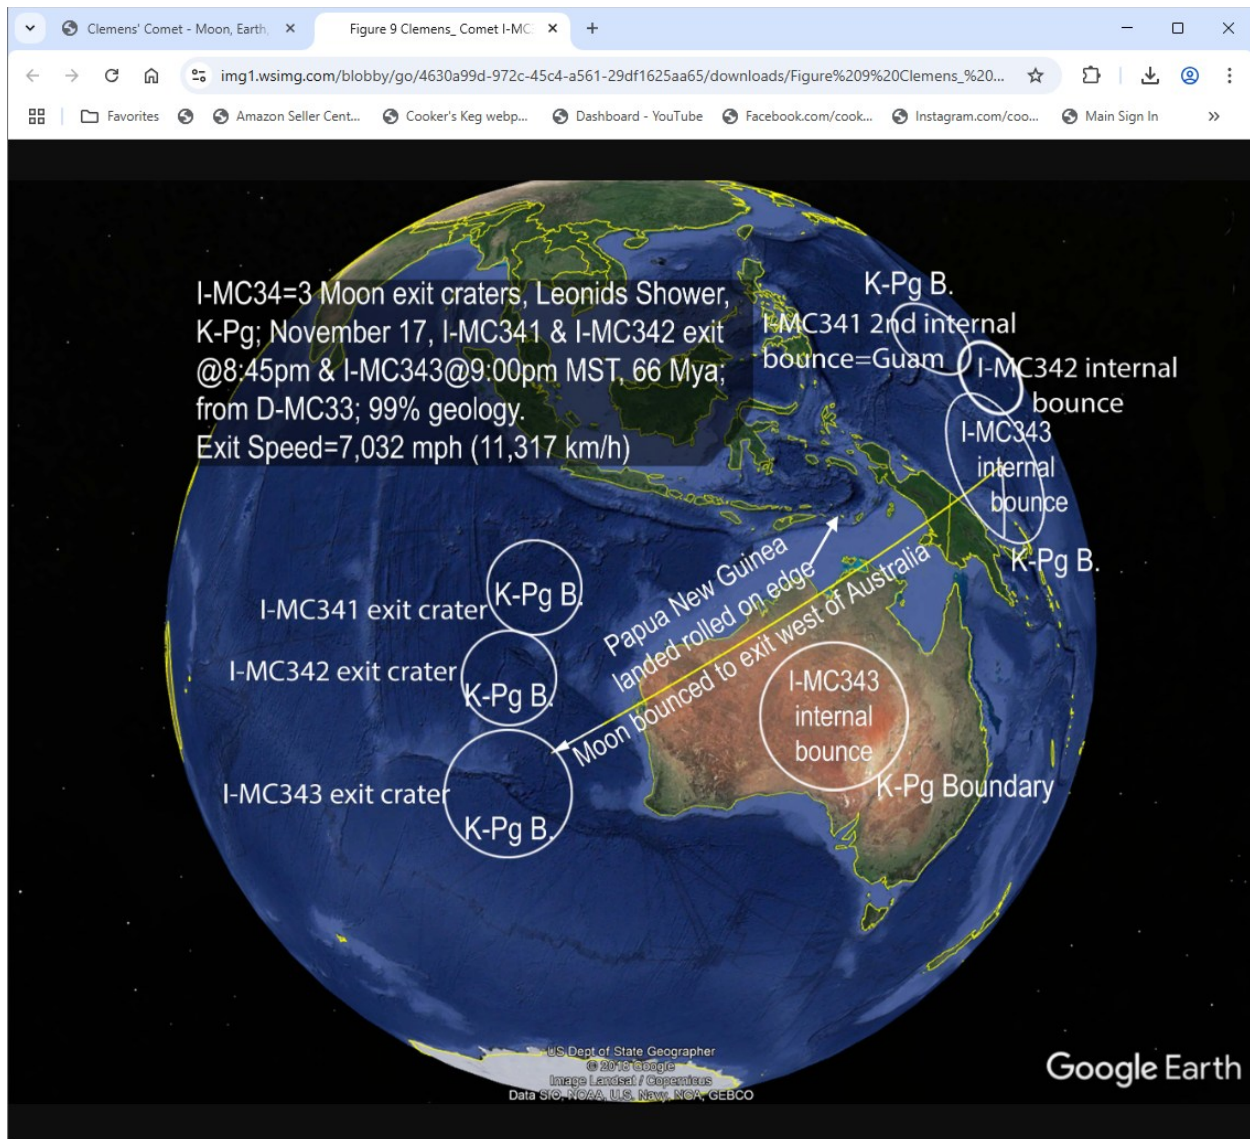 Clemens' Comet - Moon, Earth,
Figure 9 Clemens_ Comet I-MC3
img1.wsimg.com/blobby/go/4630a99d-972c-45c4-a561-29df1625aa65/downloads/Figure%209%20Clemens_%20...
Favorites
Amazon Seller Cent...
Cooker's Keg webp...
Dashboard - YouTube
Facebook.com/cook...
Instagram.com/coo...
Main Sign In
I-MC34=3 Moon exit craters, Leonids Shower,
K-Pg; November 17, I-MC341 & I-MC342 exit
@8:45pm & I-MC343@9:00pm MST, 66 Mya;
from D-MC33; 99% geology.
Exit Speed=7,032 mph (11,317 km/h)
K-Pg B.
I-MC341 2nd internal
bounce=Guam
I-MC342 internal
bounce
I-MC343
internal
bounce
K-Pg B.
Papua New Guinea
landed rolled on edge
Moon bounced to exit west of Australia
I-MC341 exit crater
K-Pg B.
I-MC342 exit crater
K-Pg B.
I-MC343 exit crater
K-Pg B.
I-MC343
internal
bounce
K-Pg Boundary
US Dept of State Geographer
© 2018 Google
Image Landsat / Copernicus
Data SIO, NOAA, U.S. Navy, NGA, GEBCO
Google Earth